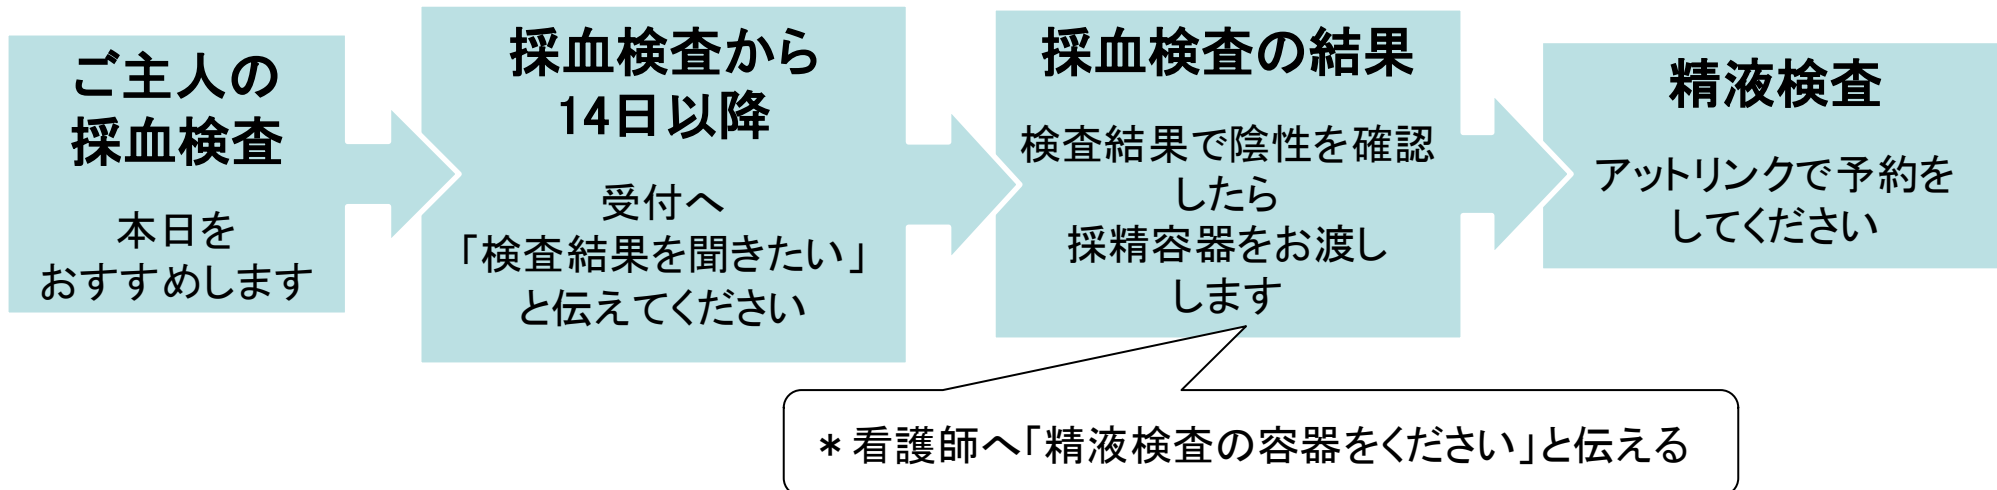 ご主人の
採血検査
本日を
おすすめします
採血検査から
14日以降
受付へ
「検査結果を聞きたい」
と伝えてください
採血検査の結果
検査結果で陰性を確認
したら
採精容器をお渡し
します
精液検査
アットリンクで予約を
してください
＊看護師へ「精液検査の容器をください」と伝える